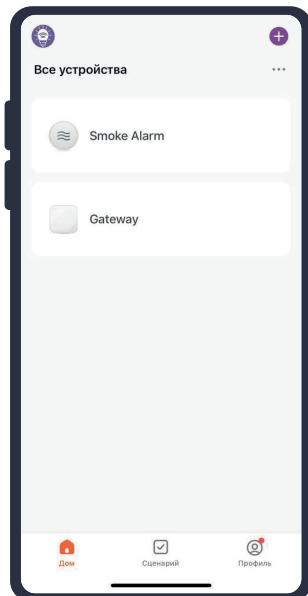 Все устройства
Smoke Alarm
Gateway
Дом
Сценарий
Профиль